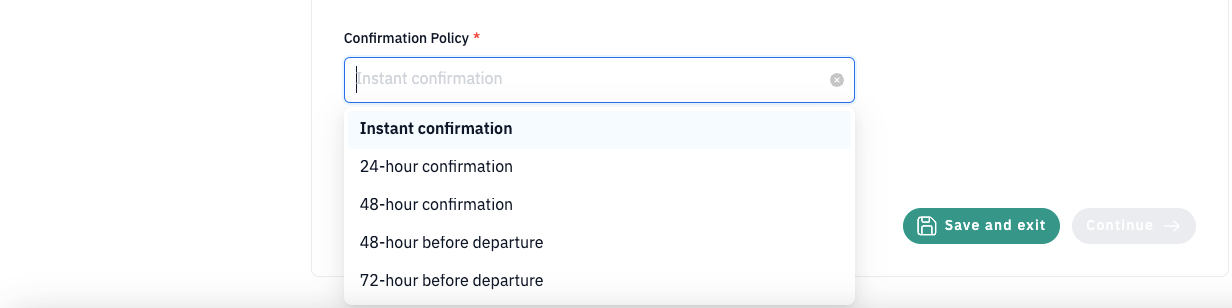 Confirmation Policy *
Instant confirmation
Instant confirmation
24-hour confirmation
48-hour confirmation
48-hour before departure
72-hour before departure
Save and exit
Continue →